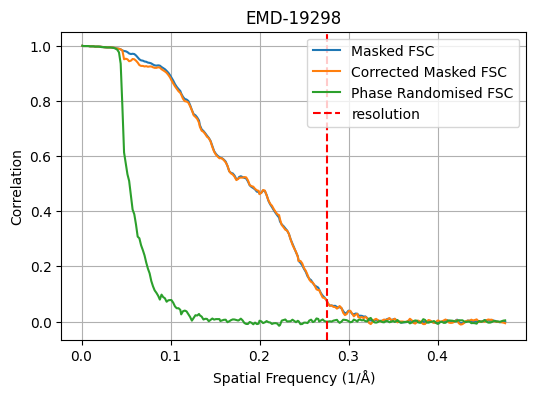 EMD-19298
Masked FSC
Corrected Masked FSC
Phase Randomised FSC
resolution
Correlation
1.0
0.8
0.6
0.4
0.2
0.0
0.0 0.1 0.2 0.3 0.4
Spatial Frequency (1/Å)